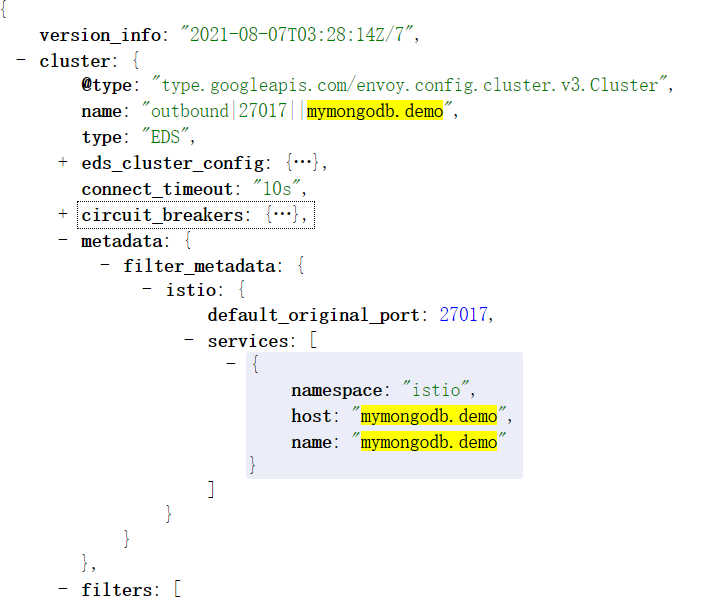 {
version_info: "2021-08-07T03:28:14Z/7",
- cluster: {
@type: "type.googleapis.com/envoy.config.cluster.v3.Cluster",
name: "outbound|27017||mymongodb.demo",
type: "EDS",
+ eds_cluster_config: {…},
connect_timeout: "10s",
+ circuit_breakers: {…},
- metadata: {
- filter_metadata: {
- istio: {
default_original_port: 27017,
- services: [
- {
namespace: "istio",
host: "mymongodb.demo",
name: "mymongodb.demo"
}
]
}
}
},
- filters: [